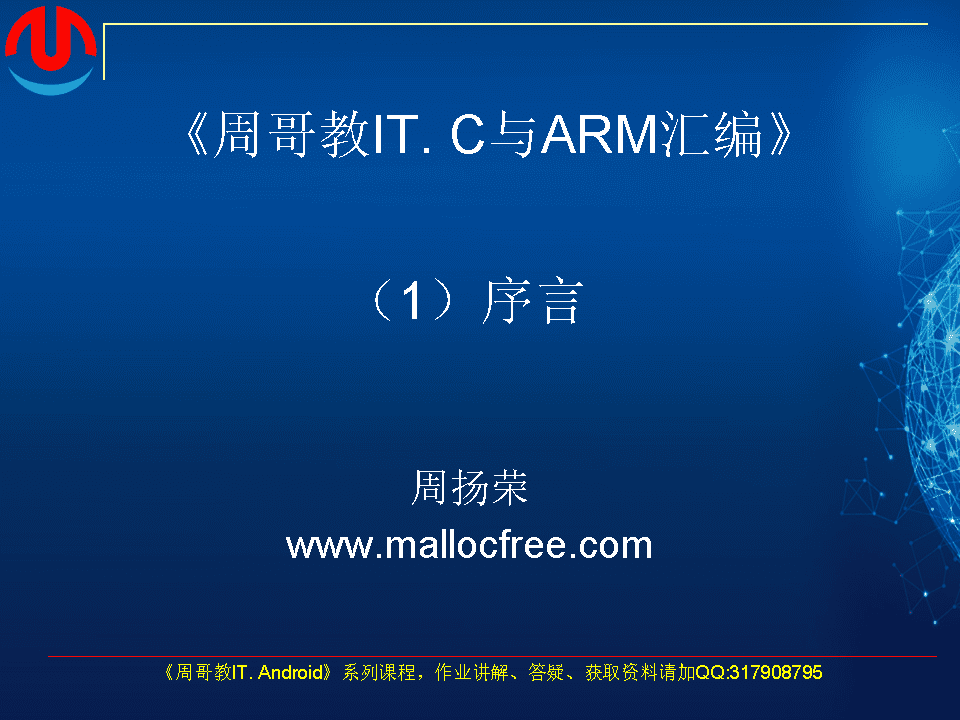 《周哥教IT. C与ARM汇编》
（1）序言
周扬荣
www.mallocfree.com
《周哥教IT. Android》系列课程，作业讲解、答疑、获取资料请加QQ:317908795